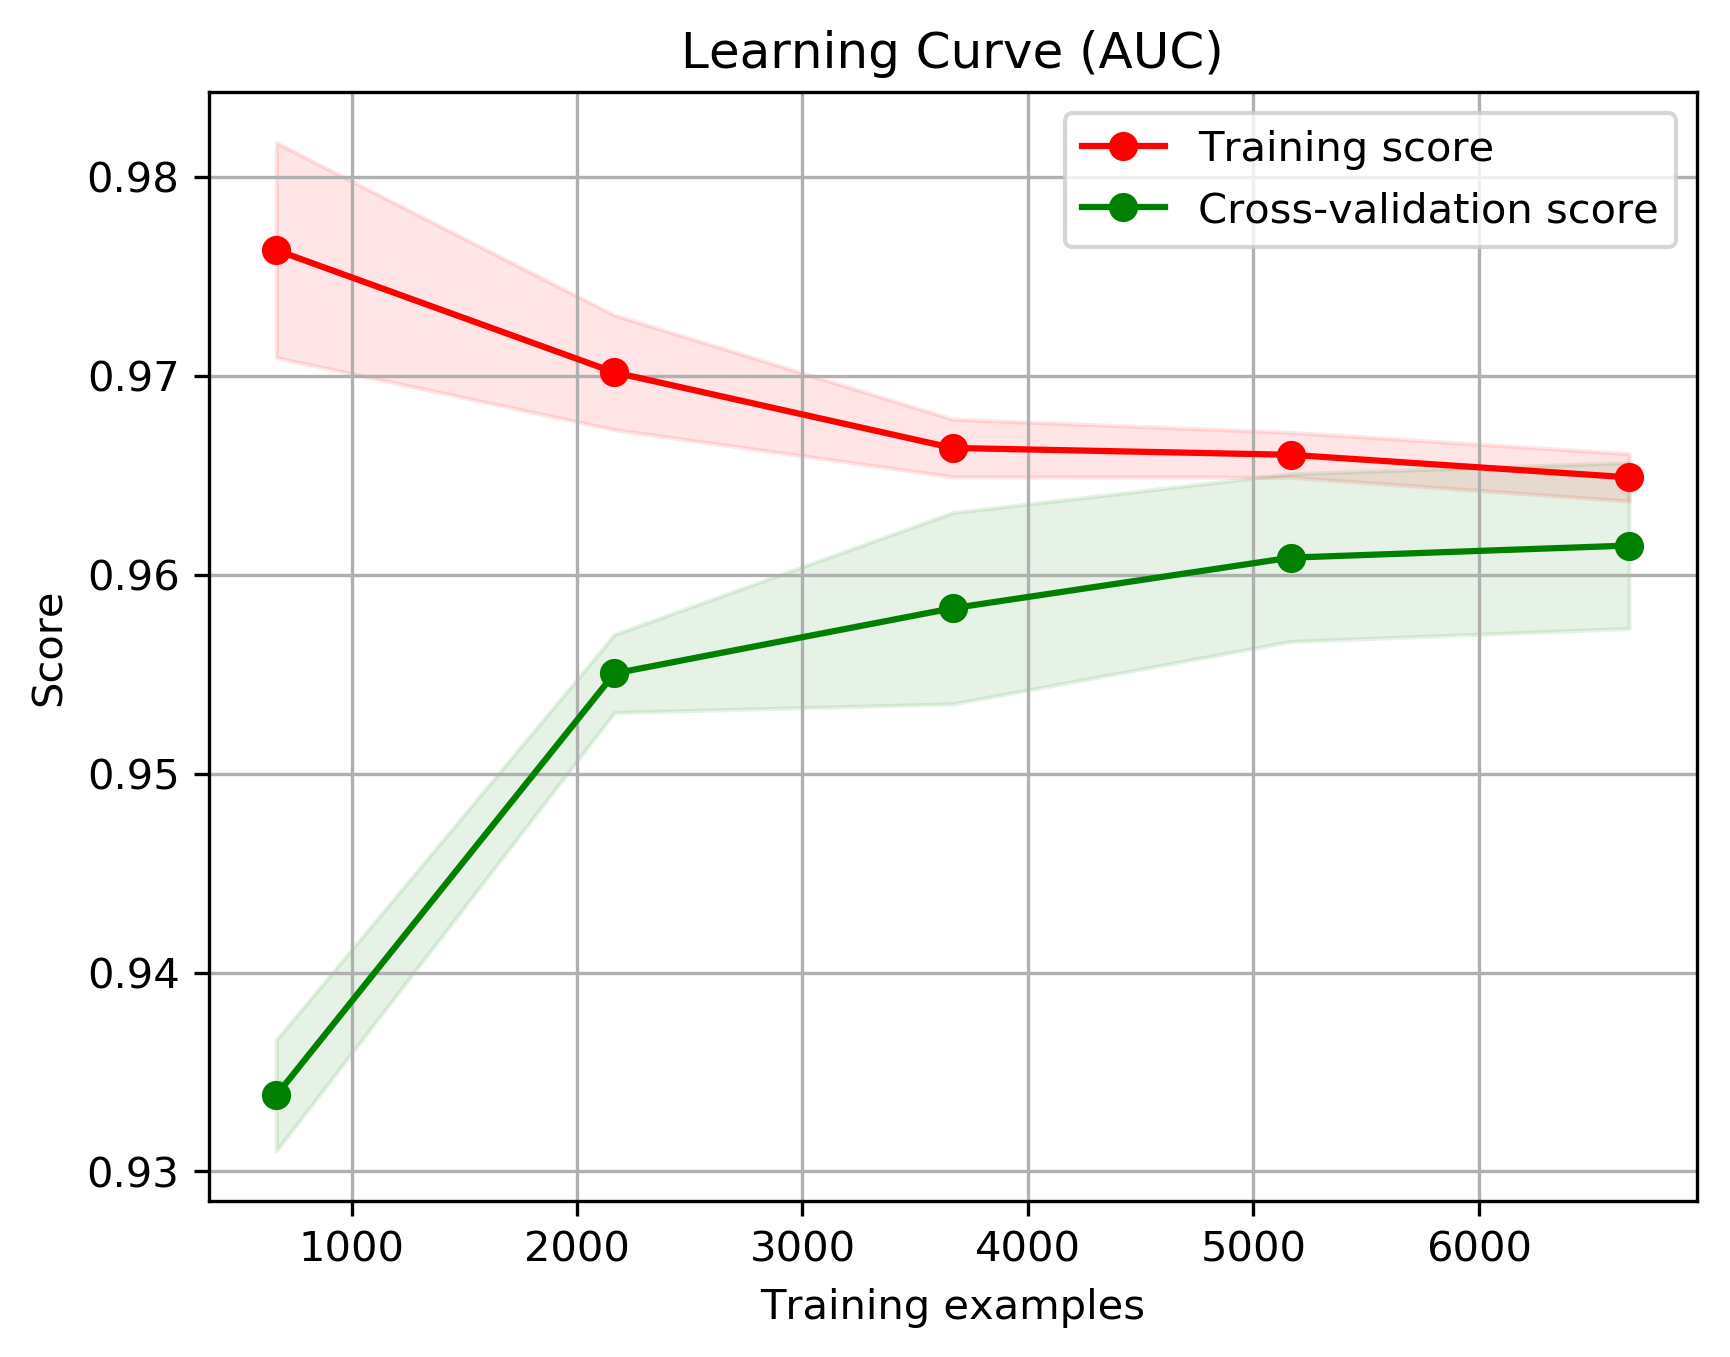 Learning Curve (AUC)
Training score
Cross-validation score
0.98
0.97
0.96
0.95
0.94
0.93
Score
1000 2000 3000 4000 5000 6000
Training examples